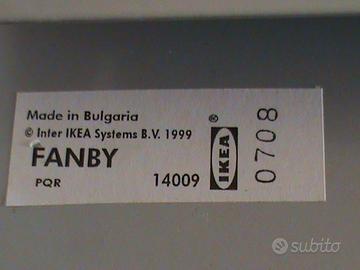 Made in Bulgaria
© Inter IKEA Systems B.V. 1999
FANBY
PQR 14009
® IKEA
0708
subito